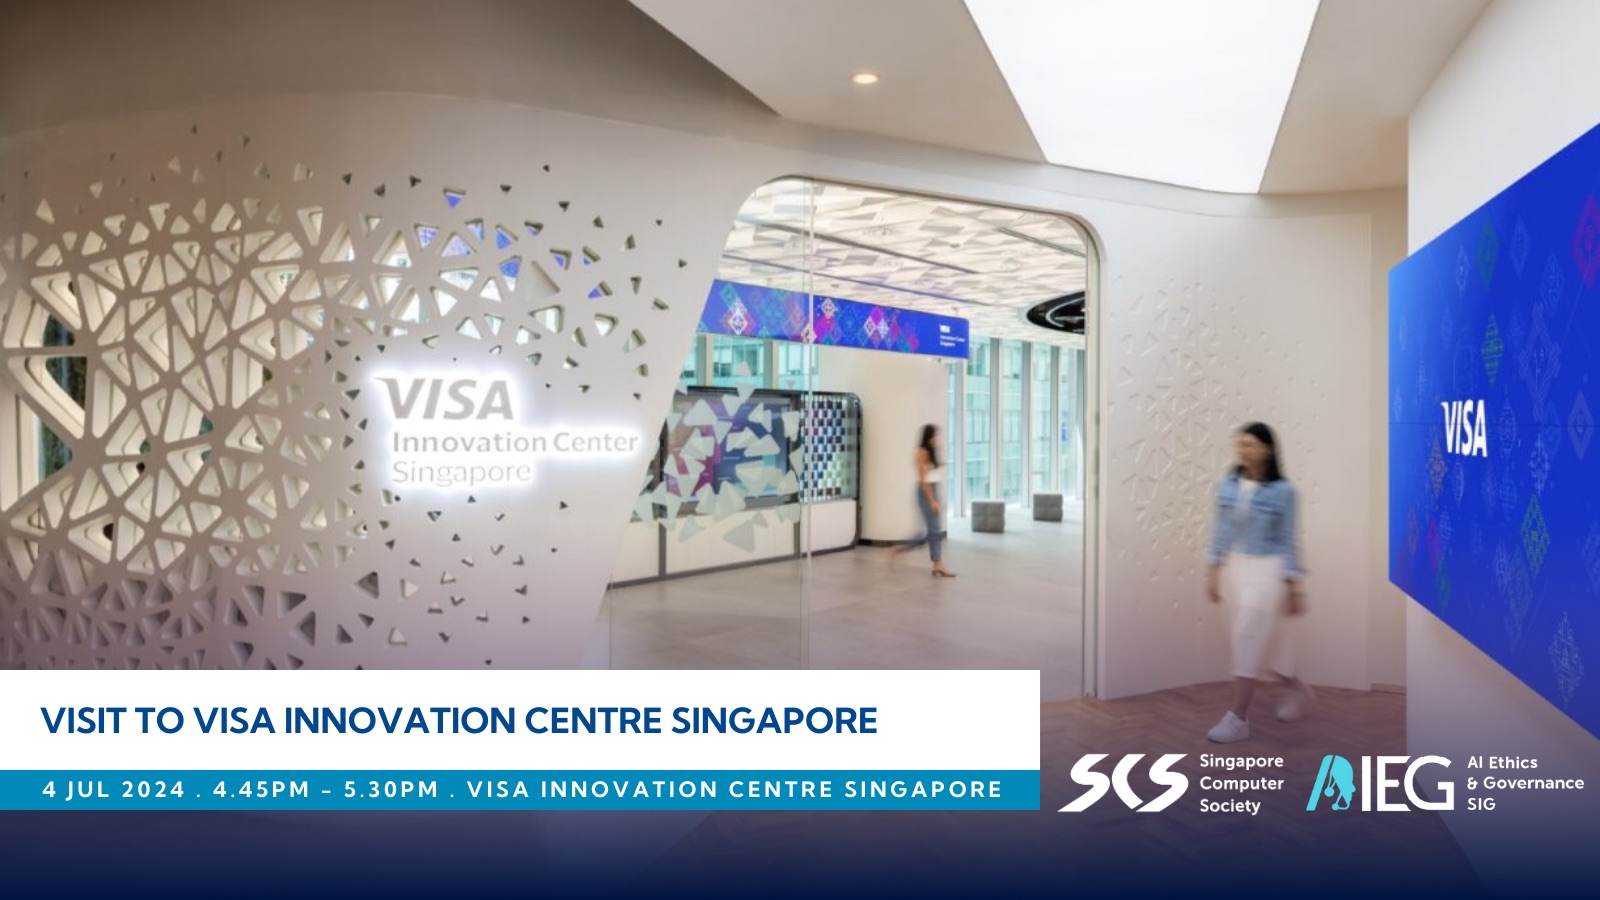 VISA
Innovation Center
Singapore
VISA
VISA
VISIT TO VISA INNOVATION CENTRE SINGAPORE
4 JUL 2024 . 4.45PM - 5.30PM . VISA INNOVATION CENTRE SINGAPORE
SCS
Singapore
Computer
Society
AIEG
AI Ethics
& Governance
SIG